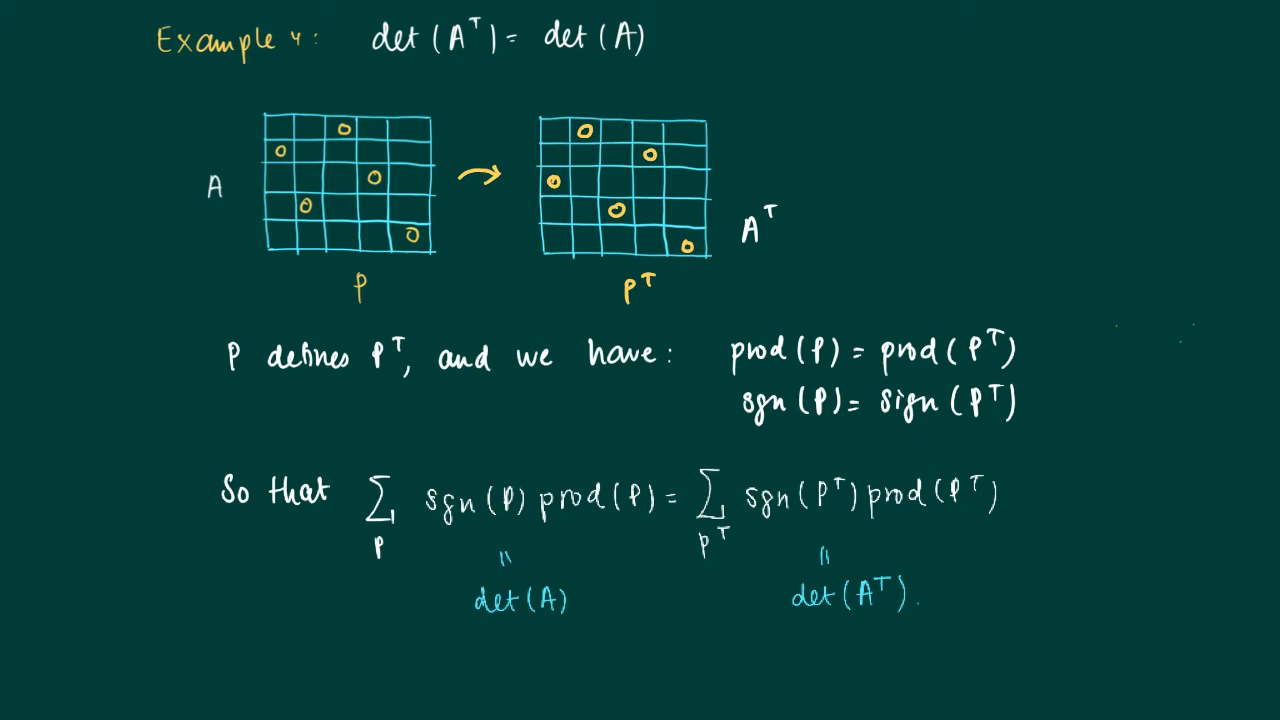 Example 4: det (Aᵀ) = det (A)
A
Aᵀ
P
Pᵀ
P defines Pᵀ, and we have: prod (P) = prod (Pᵀ)
sgn (P) = sign (Pᵀ)
So that ∑ sgn (P) prod (P) = ∑ sgn (Pᵀ) prod (Pᵀ)
P Pᵀ
= =
det (A) det (Aᵀ).